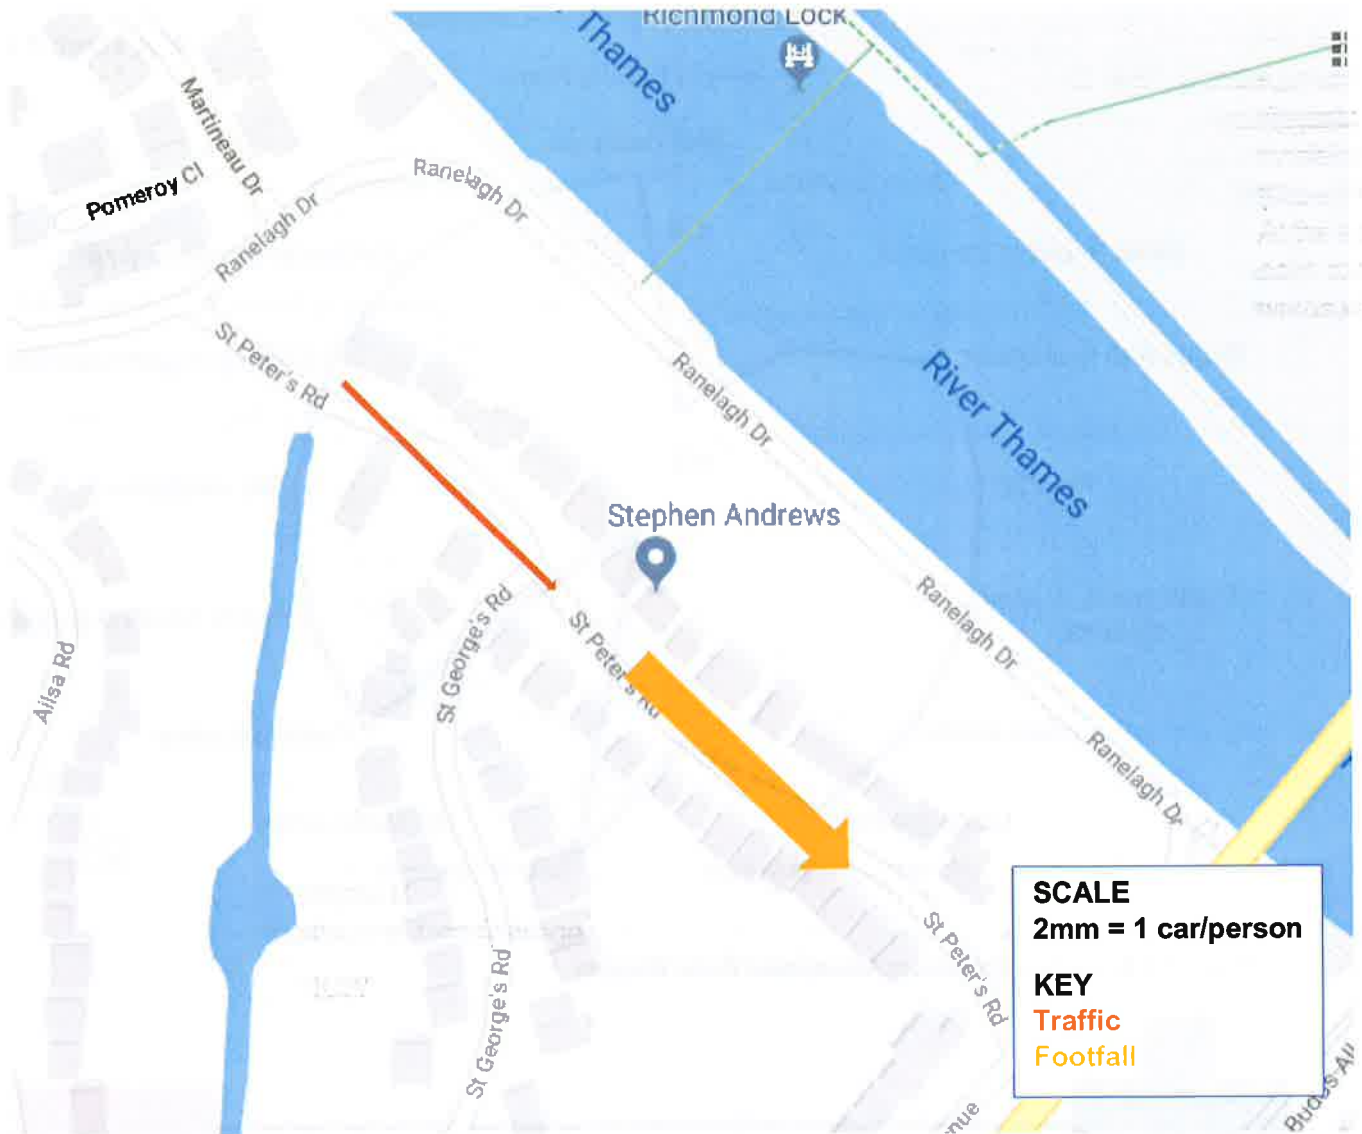 Richmond Lock
Thames
Martineau Dr
Pomeroy Cl
Ranelagh Dr
Ranelagh Dr
St Peter's Rd
Ranelagh Dr
River Thames
Stephen Andrews
St George's Rd
Ranelagh Dr
St Peter's Rd
Ailsa Rd
Ranelagh Dr
St Peter's Rd
St George's Rd
SCALE
2mm = 1 car/person
KEY
Traffic
Footfall